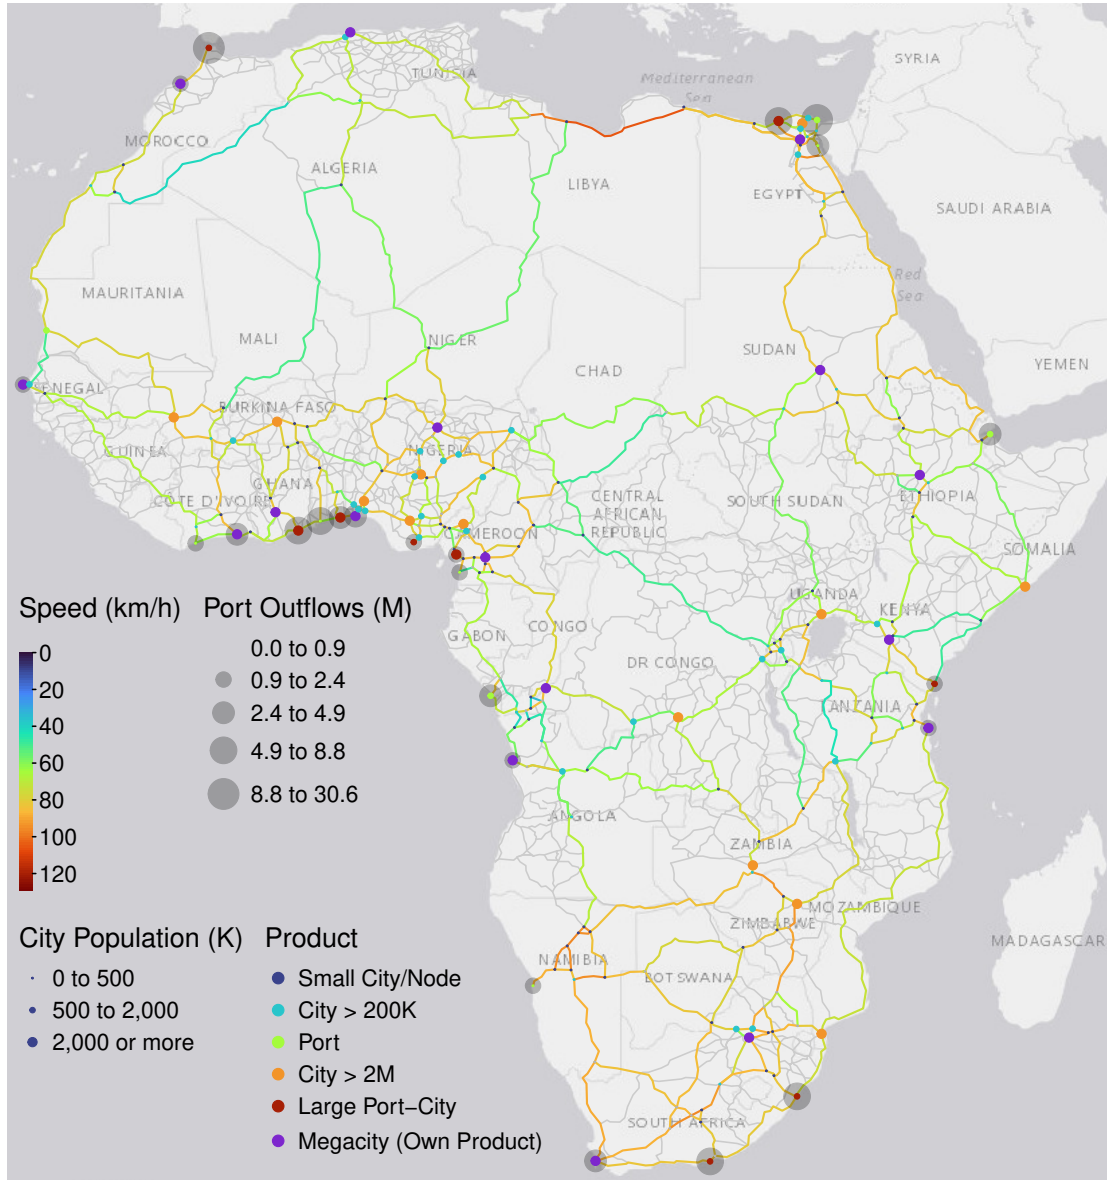 SYRIA
Mediterranean
Sea
TUNISIA
MOROCCO
ALGERIA
LIBYA
EGYPT
SAUDI ARABIA
Red
Sea
MAURITANIA
MALI
NIGER
CHAD
SUDAN
YEMEN
SENEGAL
BURKINA FASO
GUINEA
NIGERIA
GHANA
CÔTE D'IVOIRE
CENTRAL
AFRICAN
REPUBLIC
SOUTH SUDAN
ETHIOPIA
CAMEROON
SOMALIA
UGANDA
KENYA
GABON
CONGO
DR CONGO
TANZANIA
ANGOLA
ZAMBIA
MOZAMBIQUE
ZIMBABWE
MADAGASCAR
NAMIBIA
BOTSWANA
SOUTH AFRICA
Speed (km/h)
0
20
40
60
80
100
120
Port Outflows (M)
0.0 to 0.9
0.9 to 2.4
2.4 to 4.9
4.9 to 8.8
8.8 to 30.6
City Population (K)
0 to 500
500 to 2,000
2,000 or more
Product
Small City/Node
City > 200K
Port
City > 2M
Large Port−City
Megacity (Own Product)